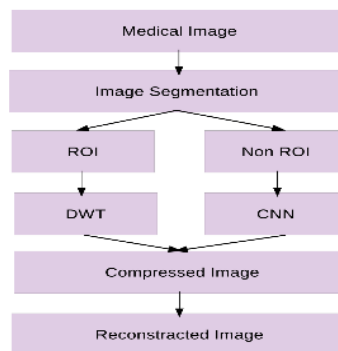 Medical Image
Image Segmentation
ROI
Non ROI
DWT
CNN
Compressed Image
Reconstracted Image